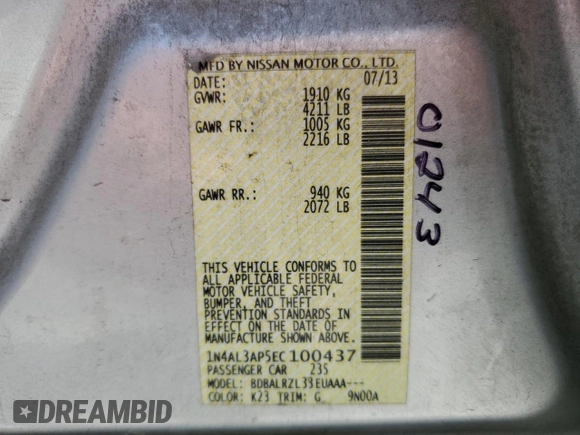 MFD BY NISSAN MOTOR CO., LTD.
DATE: 07/13
GVWR: 1910 KG
4211 LB
GAWR FR.: 1005 KG
2216 LB
GAWR RR.: 940 KG
2072 LB
THIS VEHICLE CONFORMS TO
ALL APPLICABLE FEDERAL
MOTOR VEHICLE SAFETY,
BUMPER, AND THEFT
PREVENTION STANDARDS IN
EFFECT ON THE DATE OF
MANUFACTURE SHOWN ABOVE.
1N4AL3AP5EC100437
PASSENGER CAR 235
MODEL: BDBALRZL33EUAAA---
COLOR: K23 TRIM: G 9N00A
01243
© RideAmbid